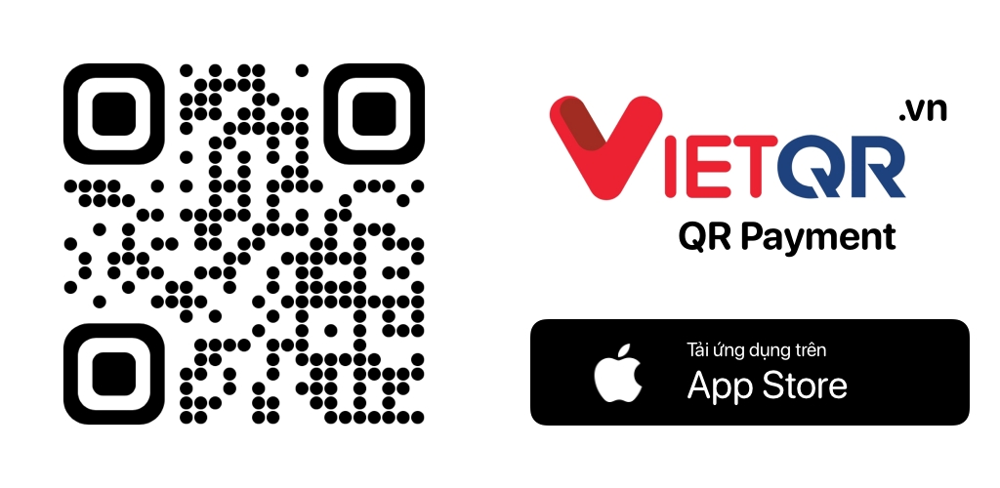 .vn
VIETQR
QR Payment
Tải ứng dụng trên
App Store